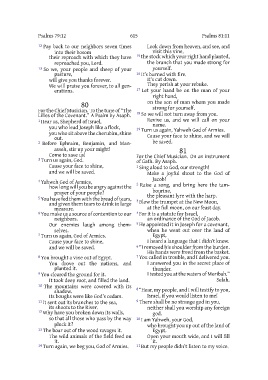 Psalms 79:12
615
Psalms 81:11
12 Pay back to our neighbors seven times
into their bosom
their reproach with which they have
reproached you, Lord.
13 So we, your people and sheep of your
pasture,
will give you thanks forever.
We will praise you forever, to all gen-
erations.
80
For the Chief Musician. To the tune of “The
Lilies of the Covenant.” A Psalm by Asaph.
1 Hear us, Shepherd of Israel,
you who lead Joseph like a flock,
you who sit above the cherubim, shine
out.
2 Before Ephraim, Benjamin, and Man-
asseh, stir up your might!
Come to save us!
3 Turn us again, God.
Cause your face to shine,
and we will be saved.
4 Yahweh God of Armies,
how long will you be angry against the
prayer of your people?
5 You have fed them with the bread of tears,
and given them tears to drink in large
measure.
6 You make us a source of contention to our
neighbors.
Our enemies laugh among them-
selves.
7 Turn us again, God of Armies.
Cause your face to shine,
and we will be saved.
8 You brought a vine out of Egypt.
You drove out the nations, and
planted it.
9 You cleared the ground for it.
It took deep root, and filled the land.
10 The mountains were covered with its
shadow.
Its boughs were like God’s cedars.
11 It sent out its branches to the sea,
its shoots to the River.
12 Why have you broken down its walls,
so that all those who pass by the way
pluck it?
13 The boar out of the wood ravages it.
The wild animals of the field feed on
it.
14 Turn again, we beg you, God of Armies.
Look down from heaven, and see, and
visit this vine,
15 the stock which your right hand planted,
the branch that you made strong for
yourself.
16 It’s burned with fire.
It’s cut down.
They perish at your rebuke.
17 Let your hand be on the man of your
right hand,
on the son of man whom you made
strong for yourself.
18 So we will not turn away from you.
Revive us, and we will call on your
name.
19 Turn us again, Yahweh God of Armies.
Cause your face to shine, and we will
be saved.
81
For the Chief Musician. On an instrument
of Gath. By Asaph.
1 Sing aloud to God, our strength!
Make a joyful shout to the God of
Jacob!
2 Raise a song, and bring here the tam-
bourine,
the pleasant lyre with the harp.
3 Blow the trumpet at the New Moon,
at the full moon, on our feast day.
4 For it is a statute for Israel,
an ordinance of the God of Jacob.
5 He appointed it in Joseph for a covenant,
when he went out over the land of
Egypt,
I heard a language that I didn’t know.
6 “I removed his shoulder from the burden.
His hands were freed from the basket.
7 You called in trouble, and I delivered you.
I answered you in the secret place of
thunder.
I tested you at the waters of Meribah.”
Selah.
8 “Hear, my people, and I will testify to you,
Israel, if you would listen to me!
9 There shall be no strange god in you,
neither shall you worship any foreign
god.
10 I am Yahweh, your God,
who brought you up out of the land of
Egypt.
Open your mouth wide, and I will fill
it.
11 But my people didn’t listen to my voice.